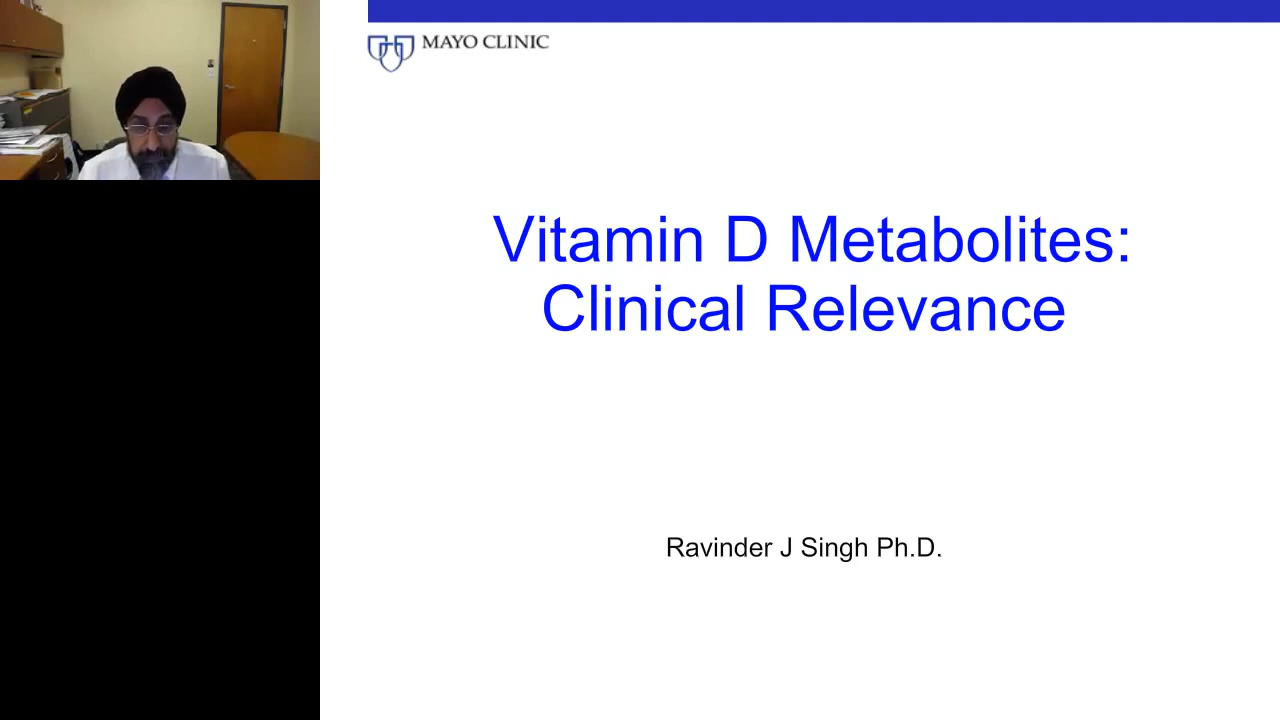 MAYO CLINIC
Vitamin D Metabolites:
Clinical Relevance
Ravinder J Singh Ph.D.